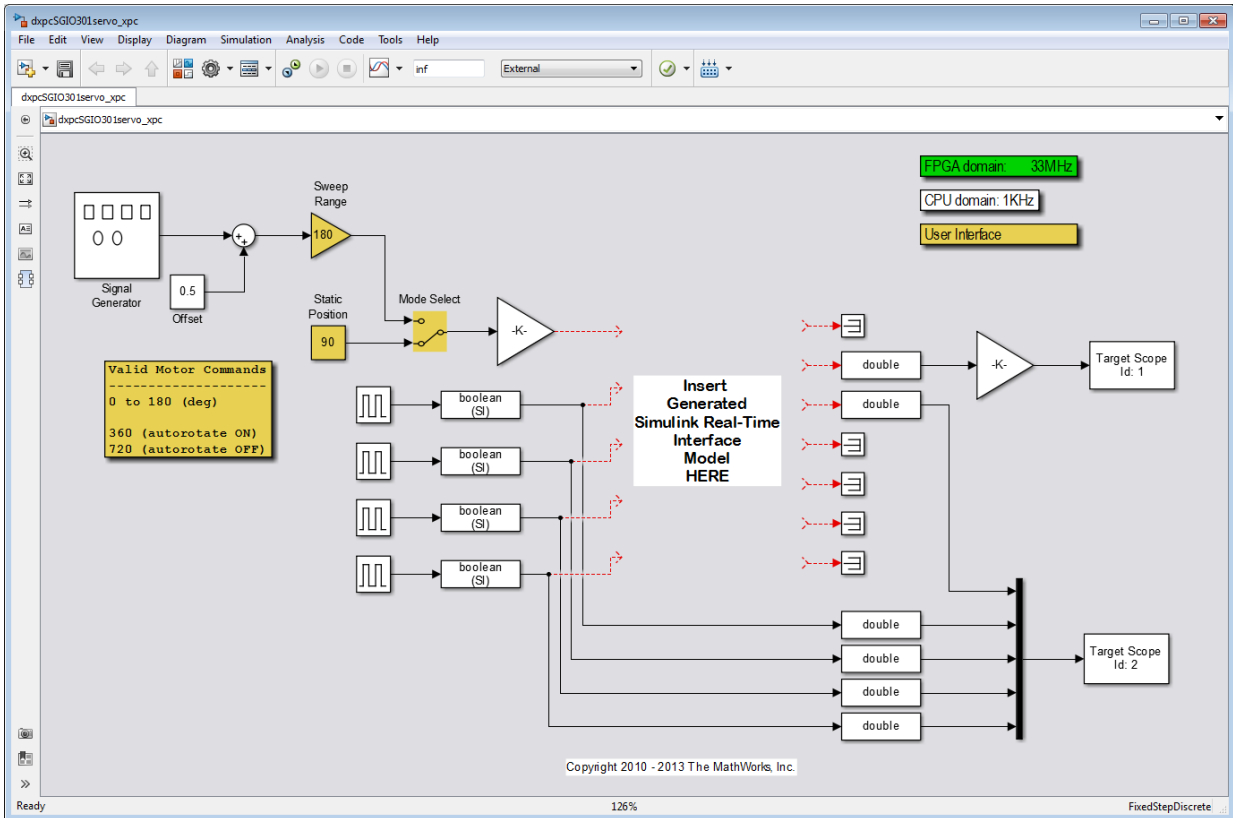 dxpcSGIO301servo_xpc
File Edit View Display Diagram Simulation Analysis Code Tools Help
inf
External
dxpcSGIO301servo_xpc
dxpcSGIO301servo_xpc
FPGA domain: 33MHz
CPU domain: 1KHz
User Interface
Sweep
Range
180
Signal
Generator
0.5
Offset
Static
Position
90
Mode Select
-K-
Valid Motor Commands
----------------------
0 to 180 (deg)
360 (autorotate ON)
720 (autorotate OFF)
boolean
(SI)
boolean
(SI)
boolean
(SI)
boolean
(SI)
Insert
Generated
Simulink Real-Time
Interface
Model
HERE
double
-K-
Target Scope
Id: 1
double
double
double
double
double
Target Scope
Id: 2
Copyright 2010 - 2013 The MathWorks, Inc.
Ready
126%
FixedStepDiscrete